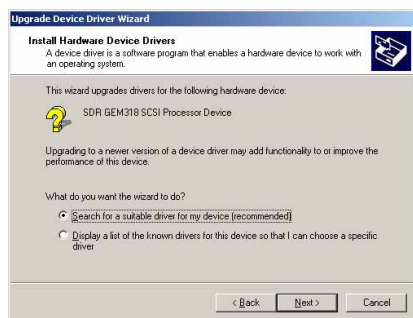 Upgrade Device Driver Wizard
Install Hardware Device Drivers
A device driver is a software program that enables a hardware device to work with
an operating system.
This wizard upgrades drivers for the following hardware device:
SDR GEM318 SCSI Processor Device
Upgrading to a newer version of a device driver may add functionality to or improve the
performance of this device.
What do you want the wizard to do?
Search for a suitable driver for my device (recommended)
Display a list of the known drivers for this device so that I can choose a specific
driver
< Back
Next >
Cancel